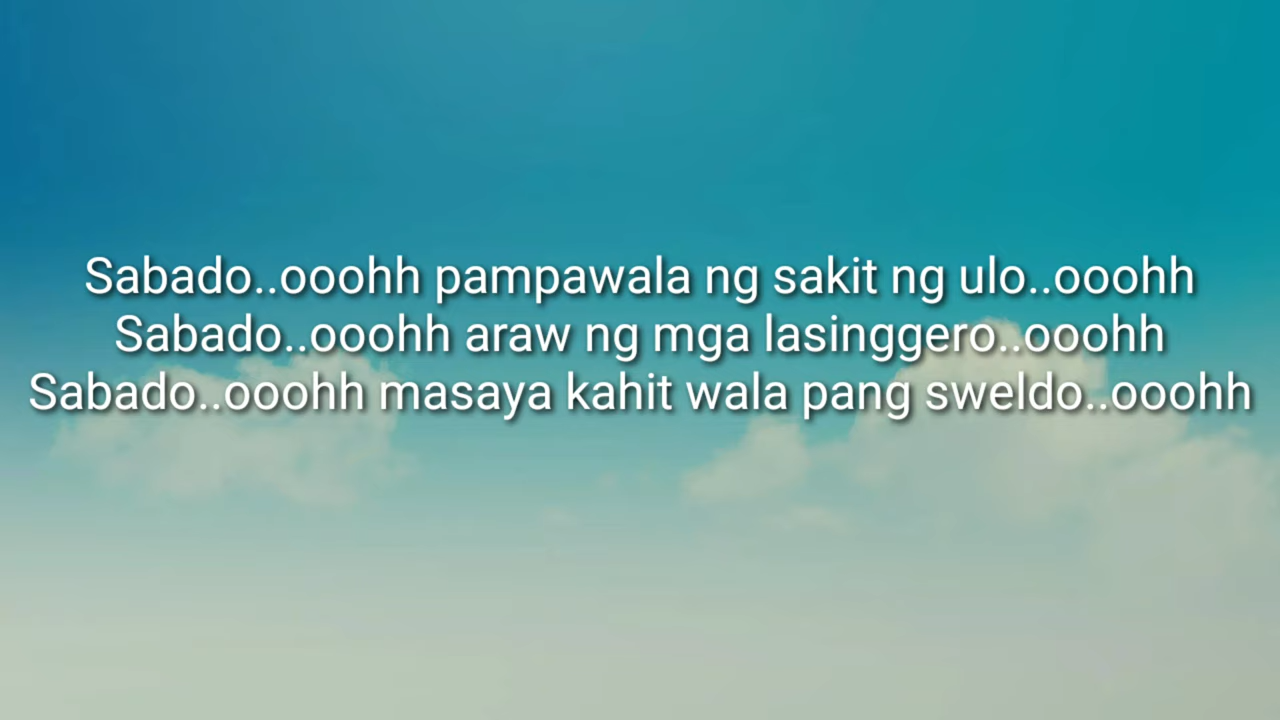 Sabado..ooohh pampawala ng sakit ng ulo..ooohh
Sabado..ooohh araw ng mga lasinggero..ooohh
Sabado..ooohh masaya kahit wala pang sweldo..ooohh